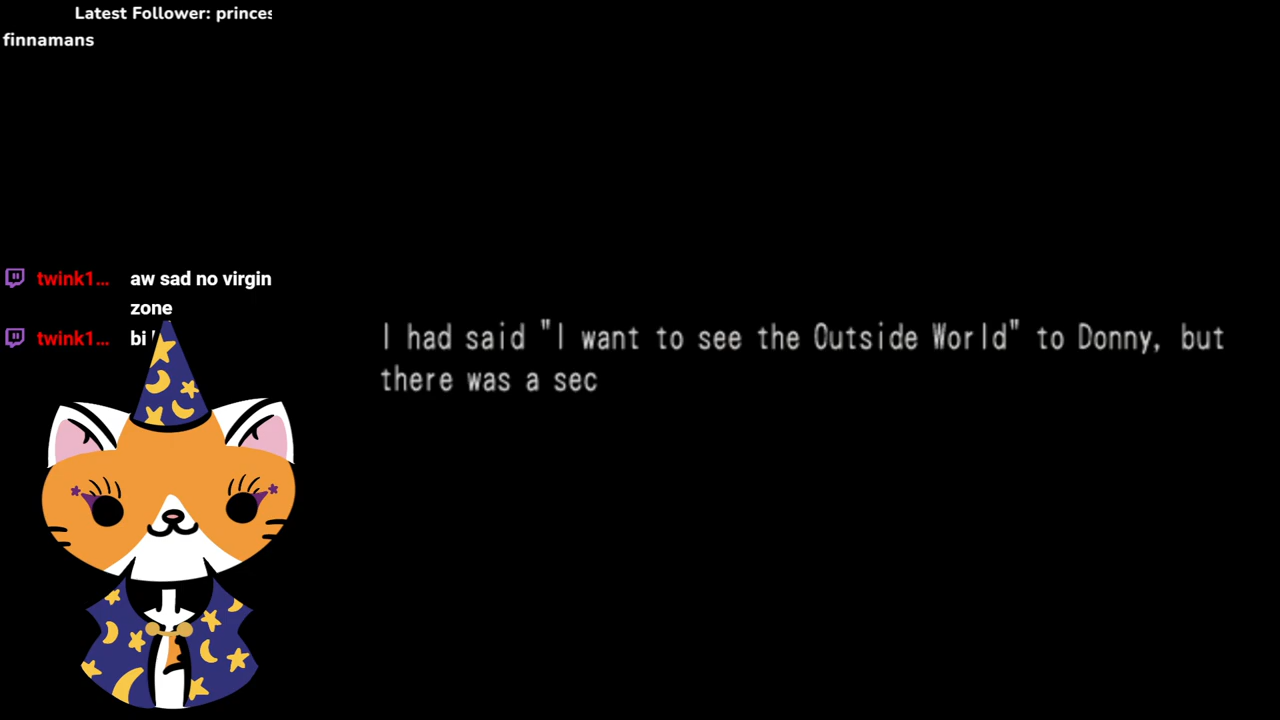 Latest Follower: princes
finnamans
twink1... aw sad no virgin
zone
twink1... bi
I had said "I want to see the Outside World" to Donny, but
there was a sec